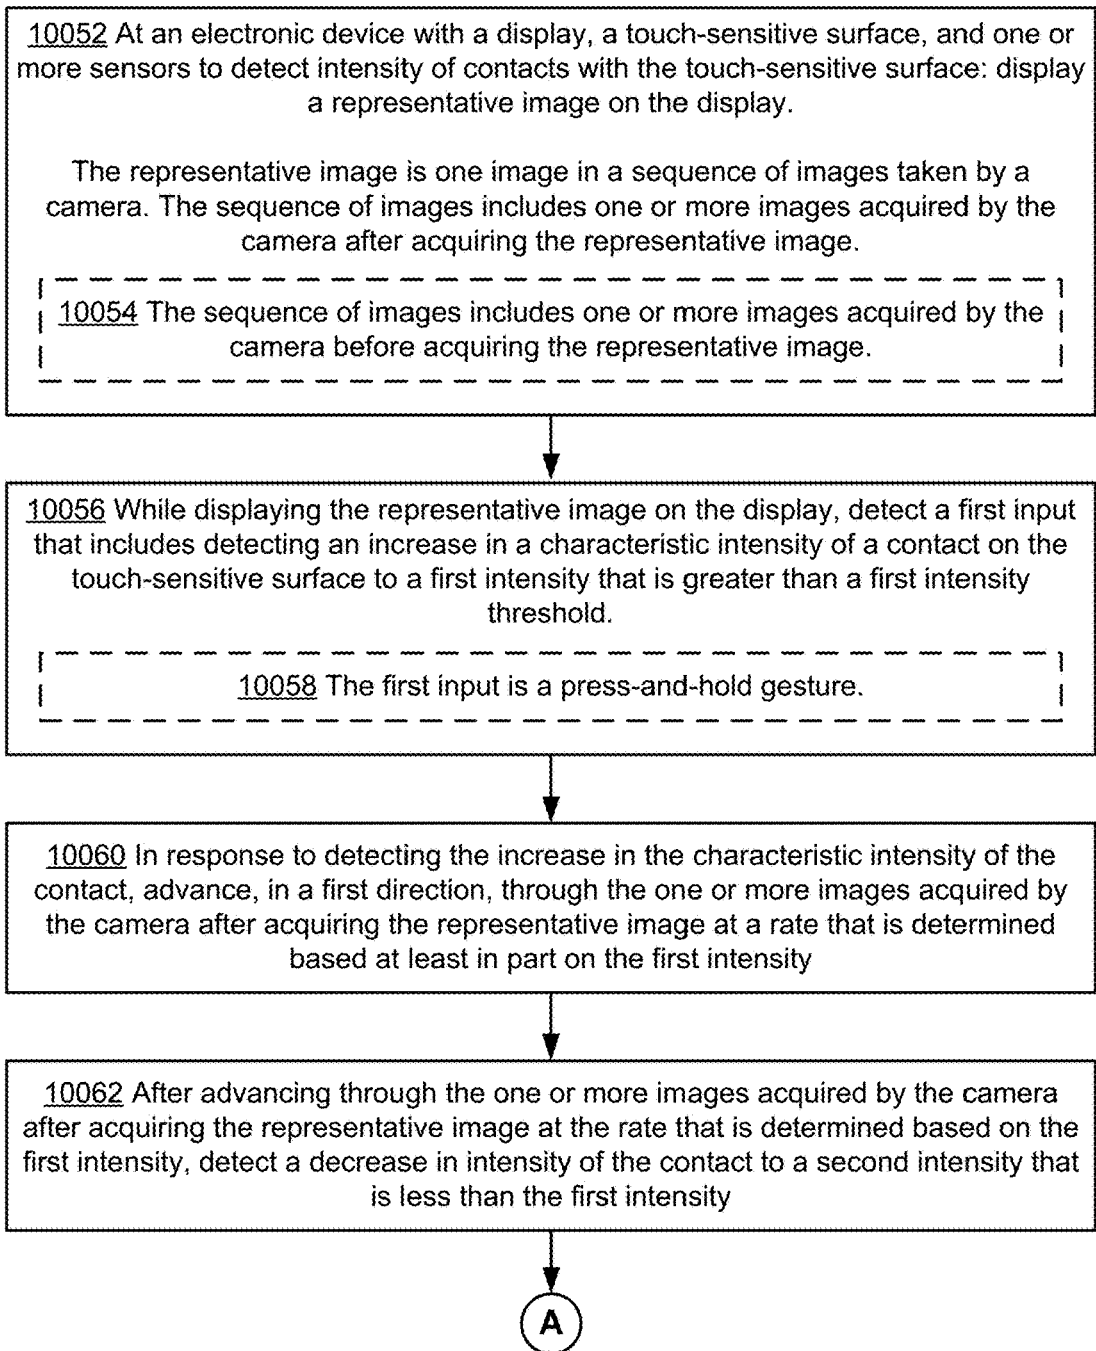 10052 At an electronic device with a display, a touch-sensitive surface, and one or
more sensors to detect intensity of contacts with the touch-sensitive surface: display
a representative image on the display.
The representative image is one image in a sequence of images taken by a
camera. The sequence of images includes one or more images acquired by the
camera after acquiring the representative image.
10054 The sequence of images includes one or more images acquired by the
camera before acquiring the representative image.
10056 While displaying the representative image on the display, detect a first input
that includes detecting an increase in a characteristic intensity of a contact on the
touch-sensitive surface to a first intensity that is greater than a first intensity
threshold.
10058 The first input is a press-and-hold gesture.
10060 In response to detecting the increase in the characteristic intensity of the
contact, advance, in a first direction, through the one or more images acquired by
the camera after acquiring the representative image at a rate that is determined
based at least in part on the first intensity
10062 After advancing through the one or more images acquired by the camera
after acquiring the representative image at the rate that is determined based on the
first intensity, detect a decrease in intensity of the contact to a second intensity that
is less than the first intensity
A